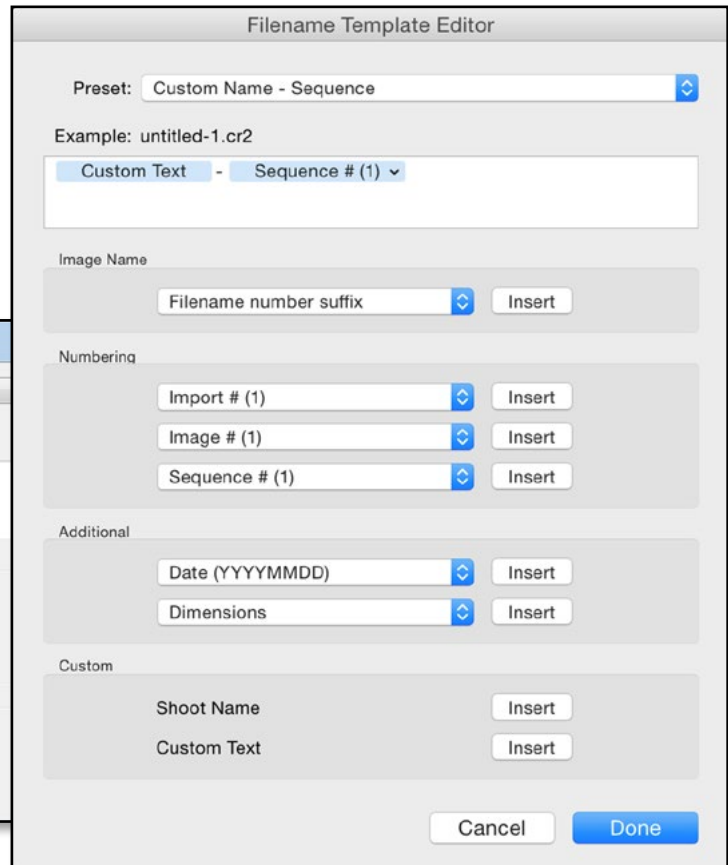 Filename Template Editor
Preset: Custom Name - Sequence
Example: untitled-1.cr2
Custom Text - Sequence # (1)
Image Name
Filename number suffix Insert
Numbering
Import # (1) Insert
Image # (1) Insert
Sequence # (1) Insert
Additional
Date (YYYYMMDD) Insert
Dimensions Insert
Custom
Shoot Name Insert
Custom Text Insert
Cancel Done